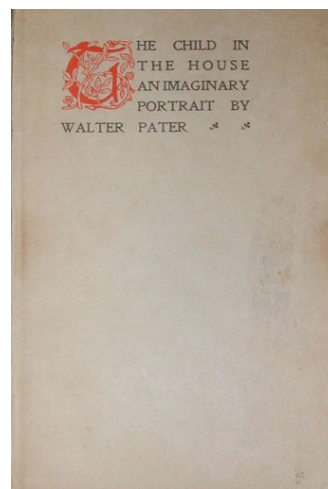 THE CHILD IN
THE HOUSE
AN IMAGINARY
PORTRAIT BY
WALTER PATER